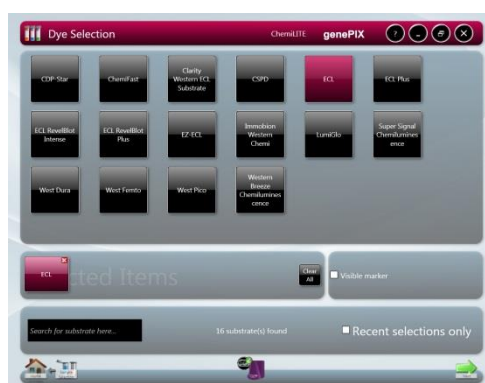 Dye Selection
ChemiLITE genePIX
CDP-Star
ChemiFast
Clarity
Western ECL
Substrate
CSPD
ECL
ECL Plus
ECL RevelBlot
Intense
ECL RevelBlot
Plus
EZ-ECL
Immobion
Western
Chemi
LumiGlo
Super Signal
Chemilumines
ence
West Dura
West Femto
West Pico
Western
Breeze
Chemilumines
cence
ECL
cted Items
Clear
All
Visible marker
Search for substrate here...
16 substrate(s) found
Recent selections only